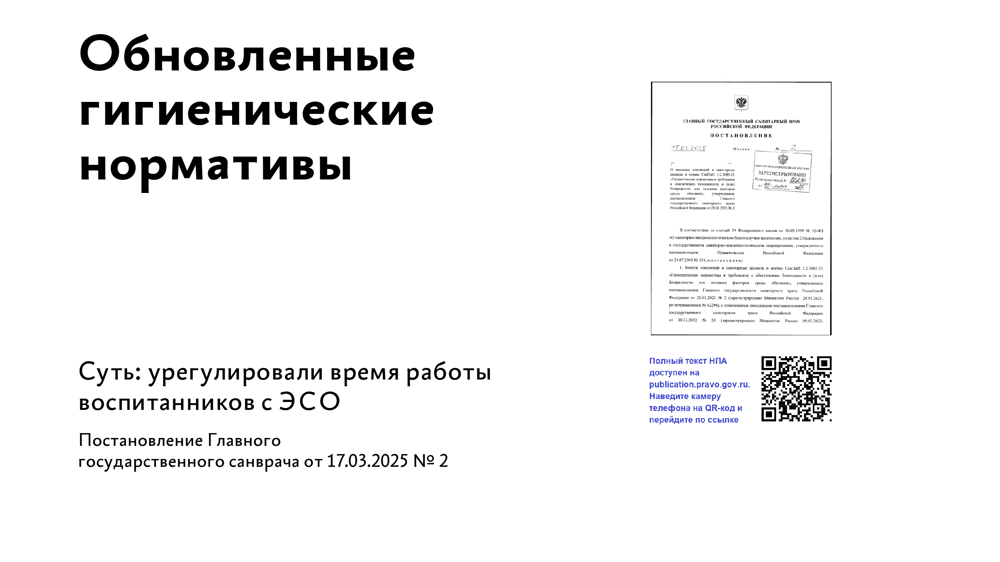 Обновленные
гигиенические
нормативы
Суть: урегулировали время работы
воспитанников с ЭСО
Постановление Главного
государственного санврача от 17.03.2025 № 2
ГЛАВНЫЙ ГОСУДАРСТВЕННЫЙ САНИТАРНЫЙ ВРАЧ
РОССИЙСКОЙ ФЕДЕРАЦИИ
ПОСТАНОВЛЕНИЕ
17.03.2025 Москва № 2
МИНИСТЕРСТВО ЮСТИЦИИ РОССИЙСКОЙ ФЕДЕРАЦИИ
ЗАРЕГИСТРИРОВАНО
Регистрационный №
от "19" мая 2025.
О внесении изменений в санитарные
правила и нормы СанПиН 1.2.3685-21
«Гигиенические нормативы и требования
к обеспечению безопасности и (или)
безвредности для человека факторов
среды обитания», утвержденные
постановлением Главного
государственного санитарного врача
Российской Федерации от 28.01.2021 № 2
В соответствии со статьей 39 Федерального закона от 30.03.1999 № 52-ФЗ
«О санитарно-эпидемиологическом благополучии населения», пунктом 2 Положения
о государственном санитарно-эпидемиологическом нормировании, утвержденного
постановлением Правительства Российской Федерации
от 24.07.2000 № 554, постановляю:
1. Внести изменения в санитарные правила и нормы СанПиН 1.2.3685-21
«Гигиенические нормативы и требования к обеспечению безопасности и (или)
безвредности для человека факторов среды обитания», утвержденные
постановлением Главного государственного санитарного врача Российской
Федерации от 28.01.2021 № 2 (зарегистрировано Минюстом России 29.01.2021,
регистрационный № 62296), с изменениями, внесенными постановлениями Главного
государственного санитарного врача Российской Федерации
от 30.12.2022 № 24 (зарегистрировано Минюстом России 09.03.2023,
Полный текст НПА
доступен на
publication.pravo.gov.ru.
Наведите камеру
телефона на QR-код и
перейдите по ссылке